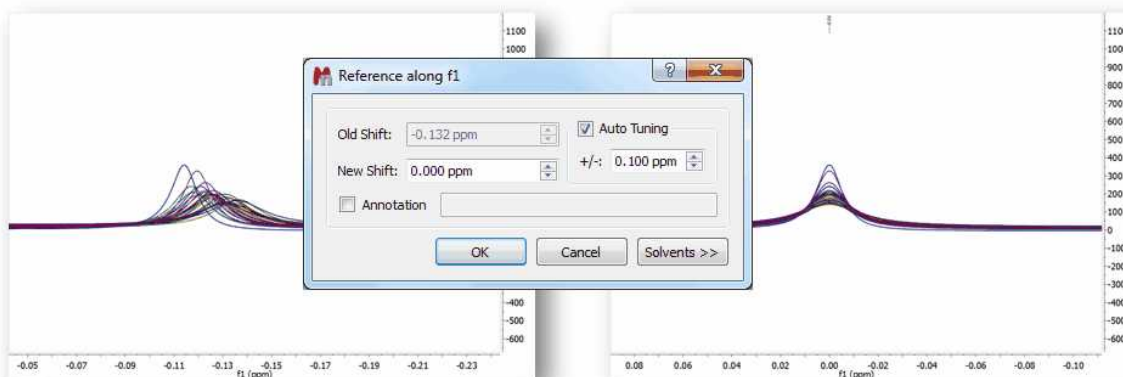 1100
1000
Reference along f1
Old Shift: -0.132 ppm
Auto Tuning
New Shift: 0.000 ppm
+/-: 0.100 ppm
Annotation
OK Cancel Solvents >>
-400
-500
-600
-0.05 -0.07 -0.09 -0.11 -0.13 -0.15 -0.17 -0.19 -0.21 -0.23
f1 (ppm)
1100
1000
900
800
700
600
500
400
300
200
100
0
-100
-200
-300
-400
-500
-600
0.08 0.06 0.04 0.02 0.00 -0.02 -0.04 -0.06 -0.08 -0.10
f1 (ppm)